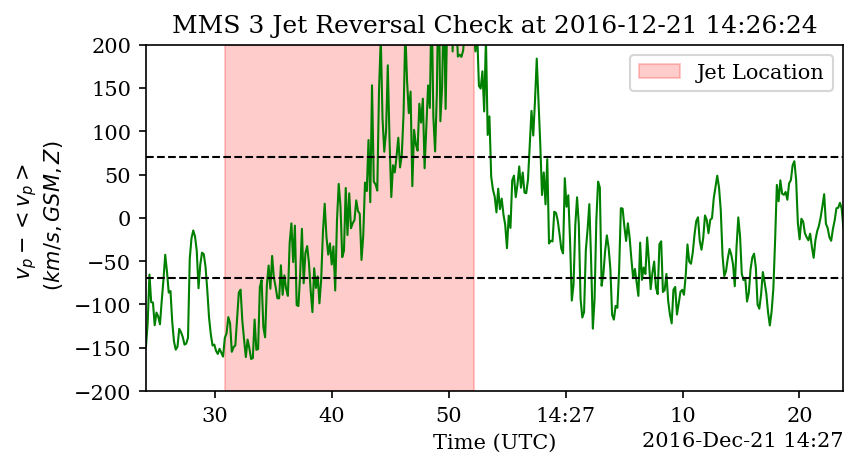 MMS 3 Jet Reversal Check at 2016-12-21 14:26:24
Jet Location
v_p − < v_p >
(km/s, GSM, Z)
200
150
100
50
0
−50
−100
−150
−200
30
40
50
14:27
10
20
Time (UTC)
2016-Dec-21 14:27